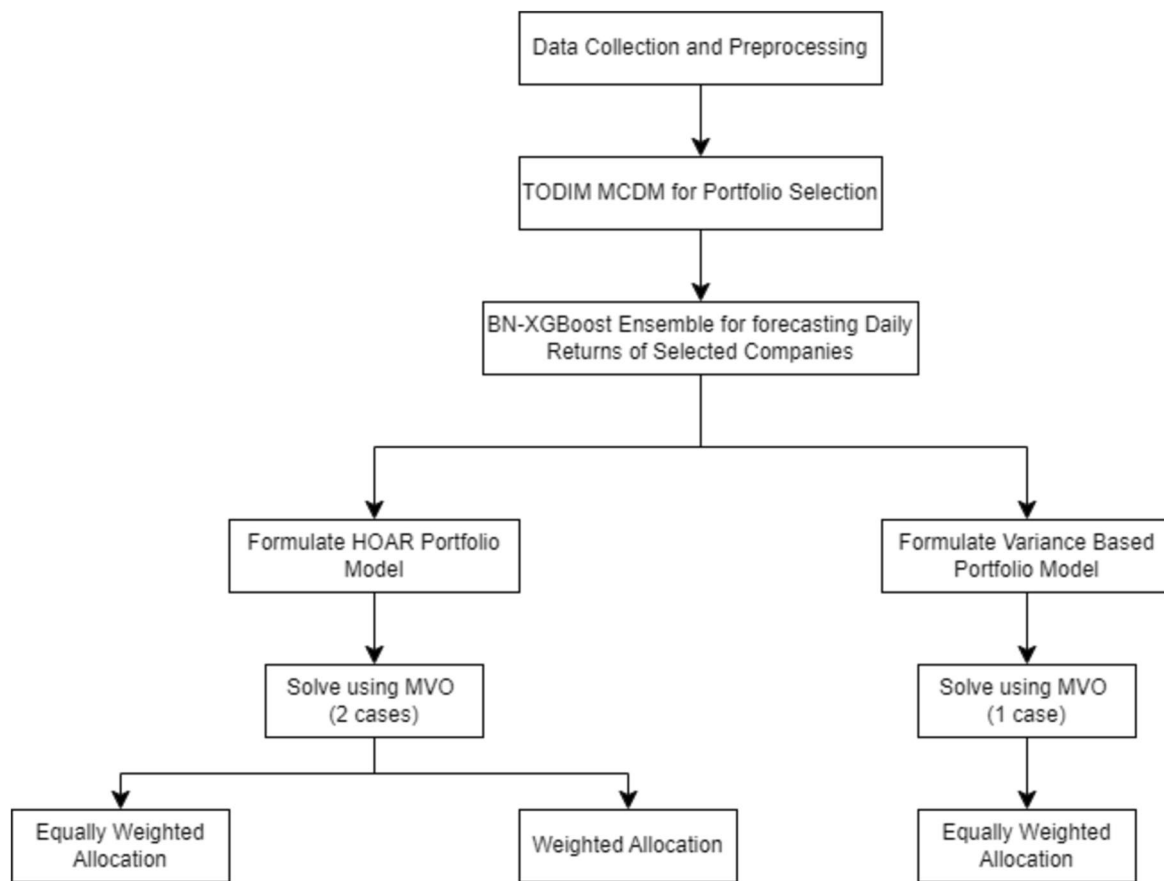 Data Collection and Preprocessing
TODIM MCDM for Portfolio Selection
BN-XGBoost Ensemble for forecasting Daily
Returns of Selected Companies
Formulate HOAR Portfolio
Model
Formulate Variance Based
Portfolio Model
Solve using MVO
(2 cases)
Solve using MVO
(1 case)
Equally Weighted
Allocation
Weighted Allocation
Equally Weighted
Allocation